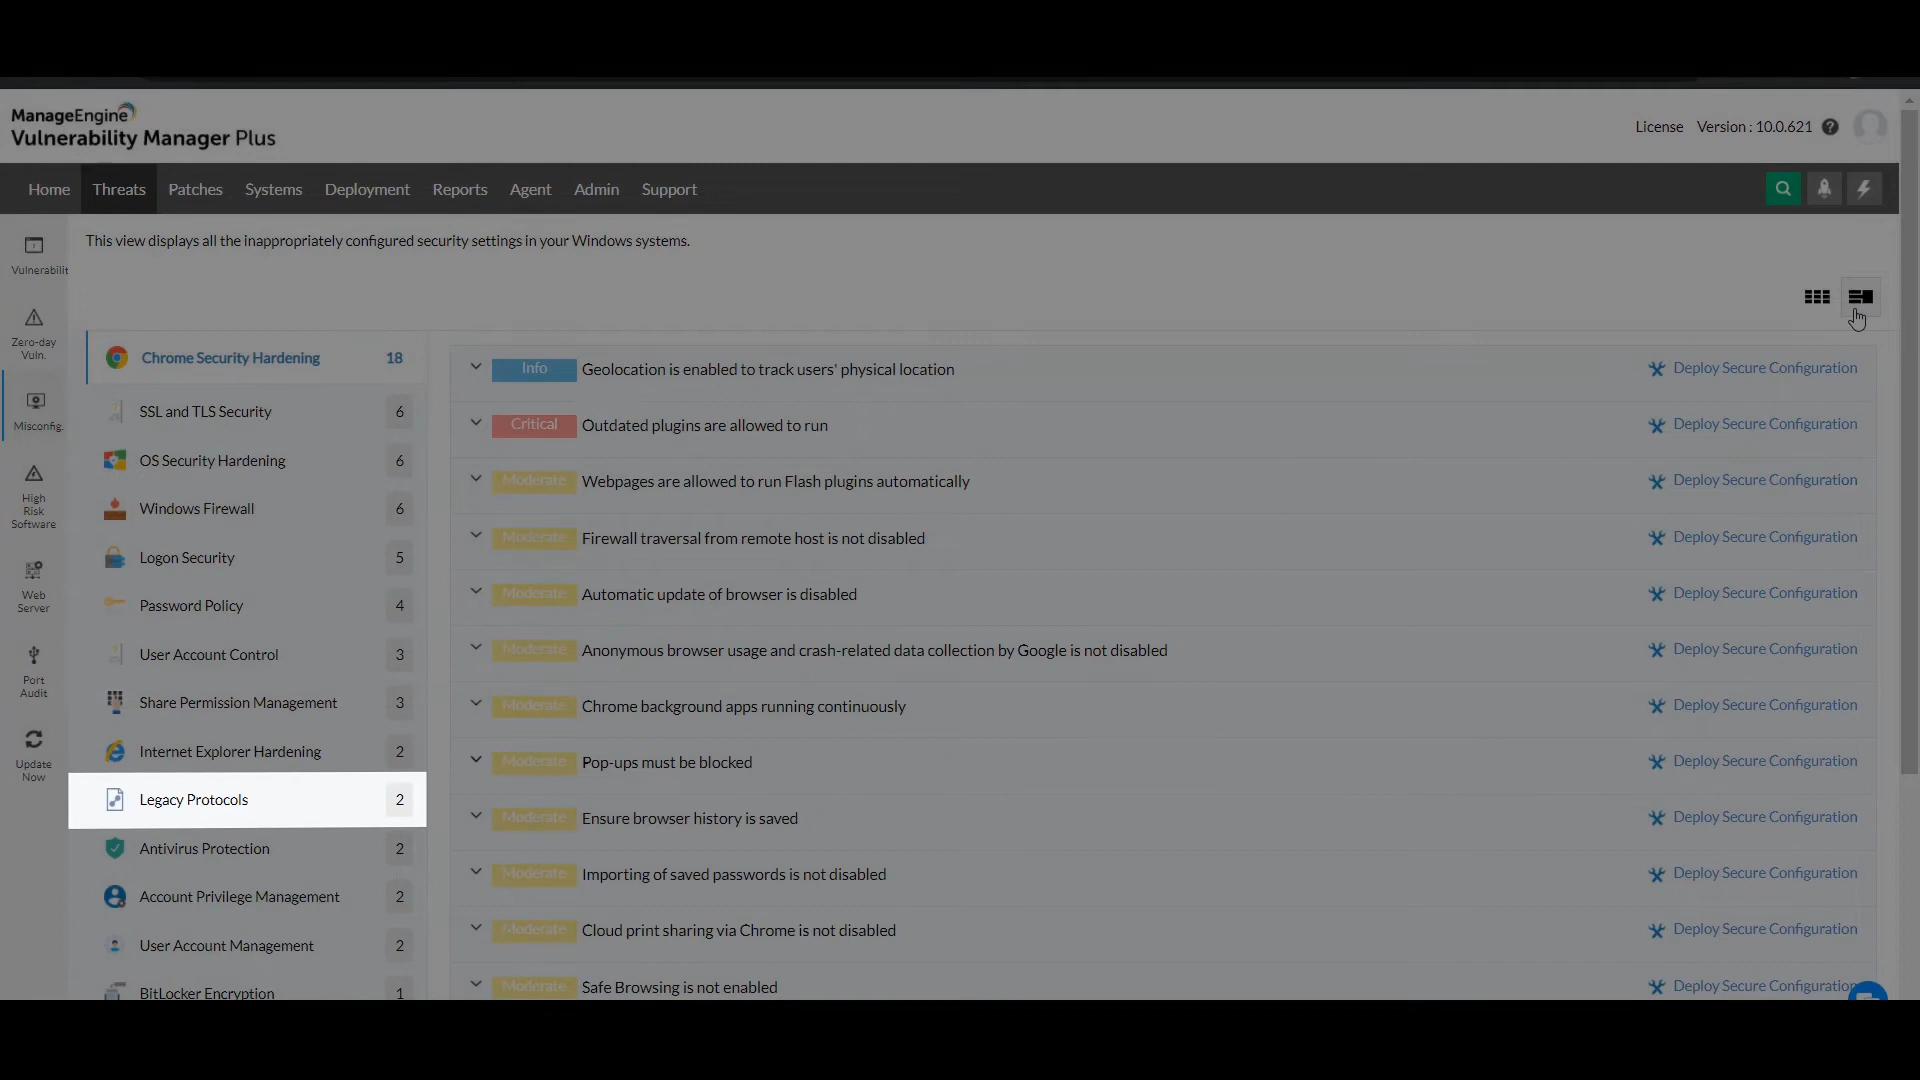 ManageEngine
Vulnerability Manager Plus
License Version : 10.0.621
Home Threats Patches Systems Deployment Reports Agent Admin Support
This view displays all the inappropriately configured security settings in your Windows systems.
Vulnerabilit
Zero-day
Vuln.
Misconfig.
High
Risk
Software
Web
Server
Port
Audit
Update
Now
Chrome Security Hardening 18
SSL and TLS Security 6
OS Security Hardening 6
Windows Firewall 6
Logon Security 5
Password Policy 4
User Account Control 3
Share Permission Management 3
Internet Explorer Hardening 2
Legacy Protocols 2
Antivirus Protection 2
Account Privilege Management 2
User Account Management 2
BitLocker Encryption 1
Info Geolocation is enabled to track users' physical location Deploy Secure Configuration
Critical Outdated plugins are allowed to run Deploy Secure Configuration
Moderate Webpages are allowed to run Flash plugins automatically Deploy Secure Configuration
Moderate Firewall traversal from remote host is not disabled Deploy Secure Configuration
Moderate Automatic update of browser is disabled Deploy Secure Configuration
Moderate Anonymous browser usage and crash-related data collection by Google is not disabled Deploy Secure Configuration
Moderate Chrome background apps running continuously Deploy Secure Configuration
Moderate Pop-ups must be blocked Deploy Secure Configuration
Moderate Ensure browser history is saved Deploy Secure Configuration
Moderate Importing of saved passwords is not disabled Deploy Secure Configuration
Moderate Cloud print sharing via Chrome is not disabled Deploy Secure Configuration
Moderate Safe Browsing is not enabled Deploy Secure Configuration